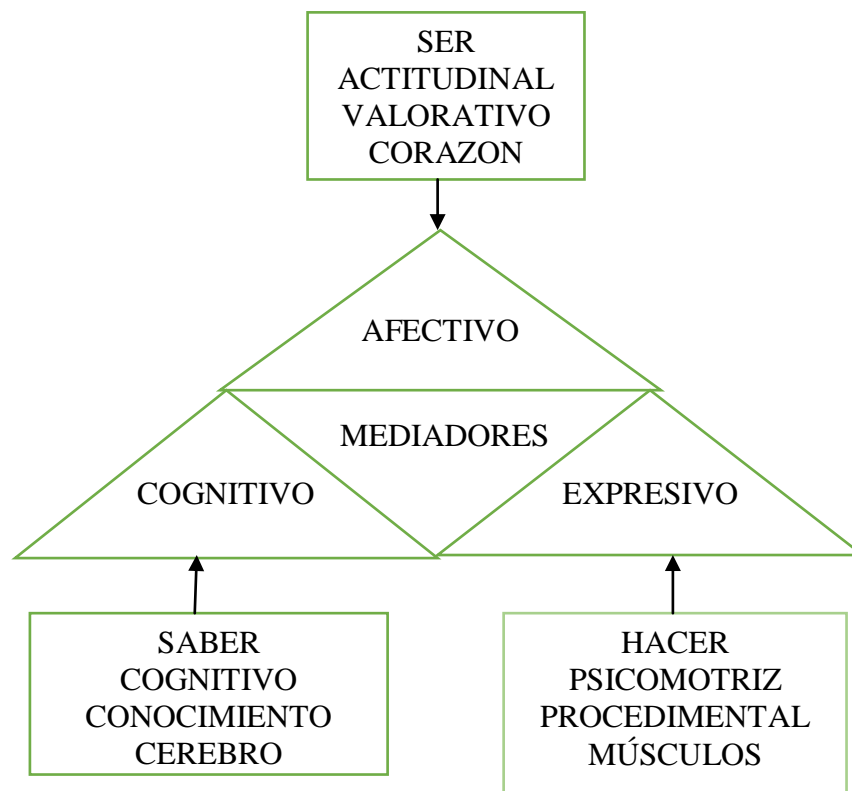 SER
ACTITUDINAL
VALORATIVO
CORAZON
AFECTIVO
MEDIADORES
COGNITIVO
EXPRESIVO
SABER
COGNITIVO
CONOCIMIENTO
CEREBRO
HACER
PSICOMOTRIZ
PROCEDIMENTAL
MÚSCULOS